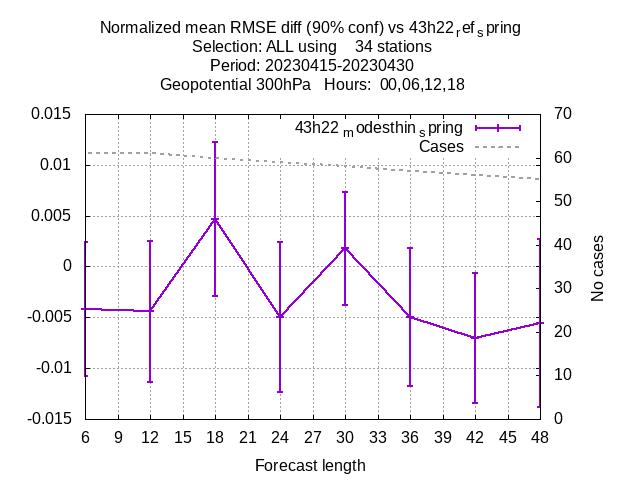 Normalized mean RMSE diff (90% conf) vs 43h22refspring
Selection: ALL using 34 stations
Period: 20230415-20230430
Geopotential 300hPa Hours: 00,06,12,18
43h22modesthinspring
Cases
0.015
0.01
0.005
0
-0.005
-0.01
-0.015
70
60
50
40
30
20
10
0
No cases
6 9 12 15 18 21 24 27 30 33 36 39 42 45 48
Forecast length